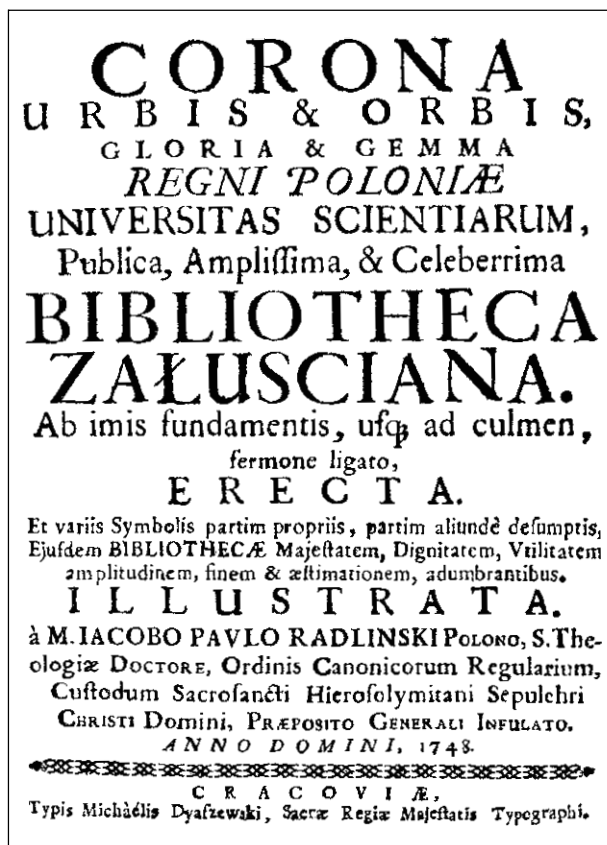 CORONA
URBIS & ORBIS,
GLORIA & GEMMA
REGNI POLONIÆ
UNIVERSITAS SCIENTIARUM,
Publica, Ampliſſima, & Celeberrima
BIBLIOTHECA
ZAŁUSCIANA.
Ab imis fundamentis, uſq; ad culmen,
ſermone ligato,
ERECTA.
Et variis Symbolis partim propriis, partim aliundè deſumptis,
Ejuſdem BIBLIOTHECÆ Majeſtatem, Dignitatem, Vtilitatem
amplitudinem, finem & æſtimationem, adumbrantibus.
ILLUSTRATA.
à M. IACOBO PAVLO RADLINSKI POLONO, S. The-
ologiæ DOCTORE, Ordinis Canonicorum Regularium,
Cuſtodum Sacroſancti Hieroſolymitani Sepulchri
CHRISTI Domini, PRÆPOSITO GENERALI INFULATO.
ANNO DOMINI, 1748.
CRACOVIÆ,
Typis Michàëlis Dyaſzewſki, Sacræ Regiæ Majeſtatis Typographi.